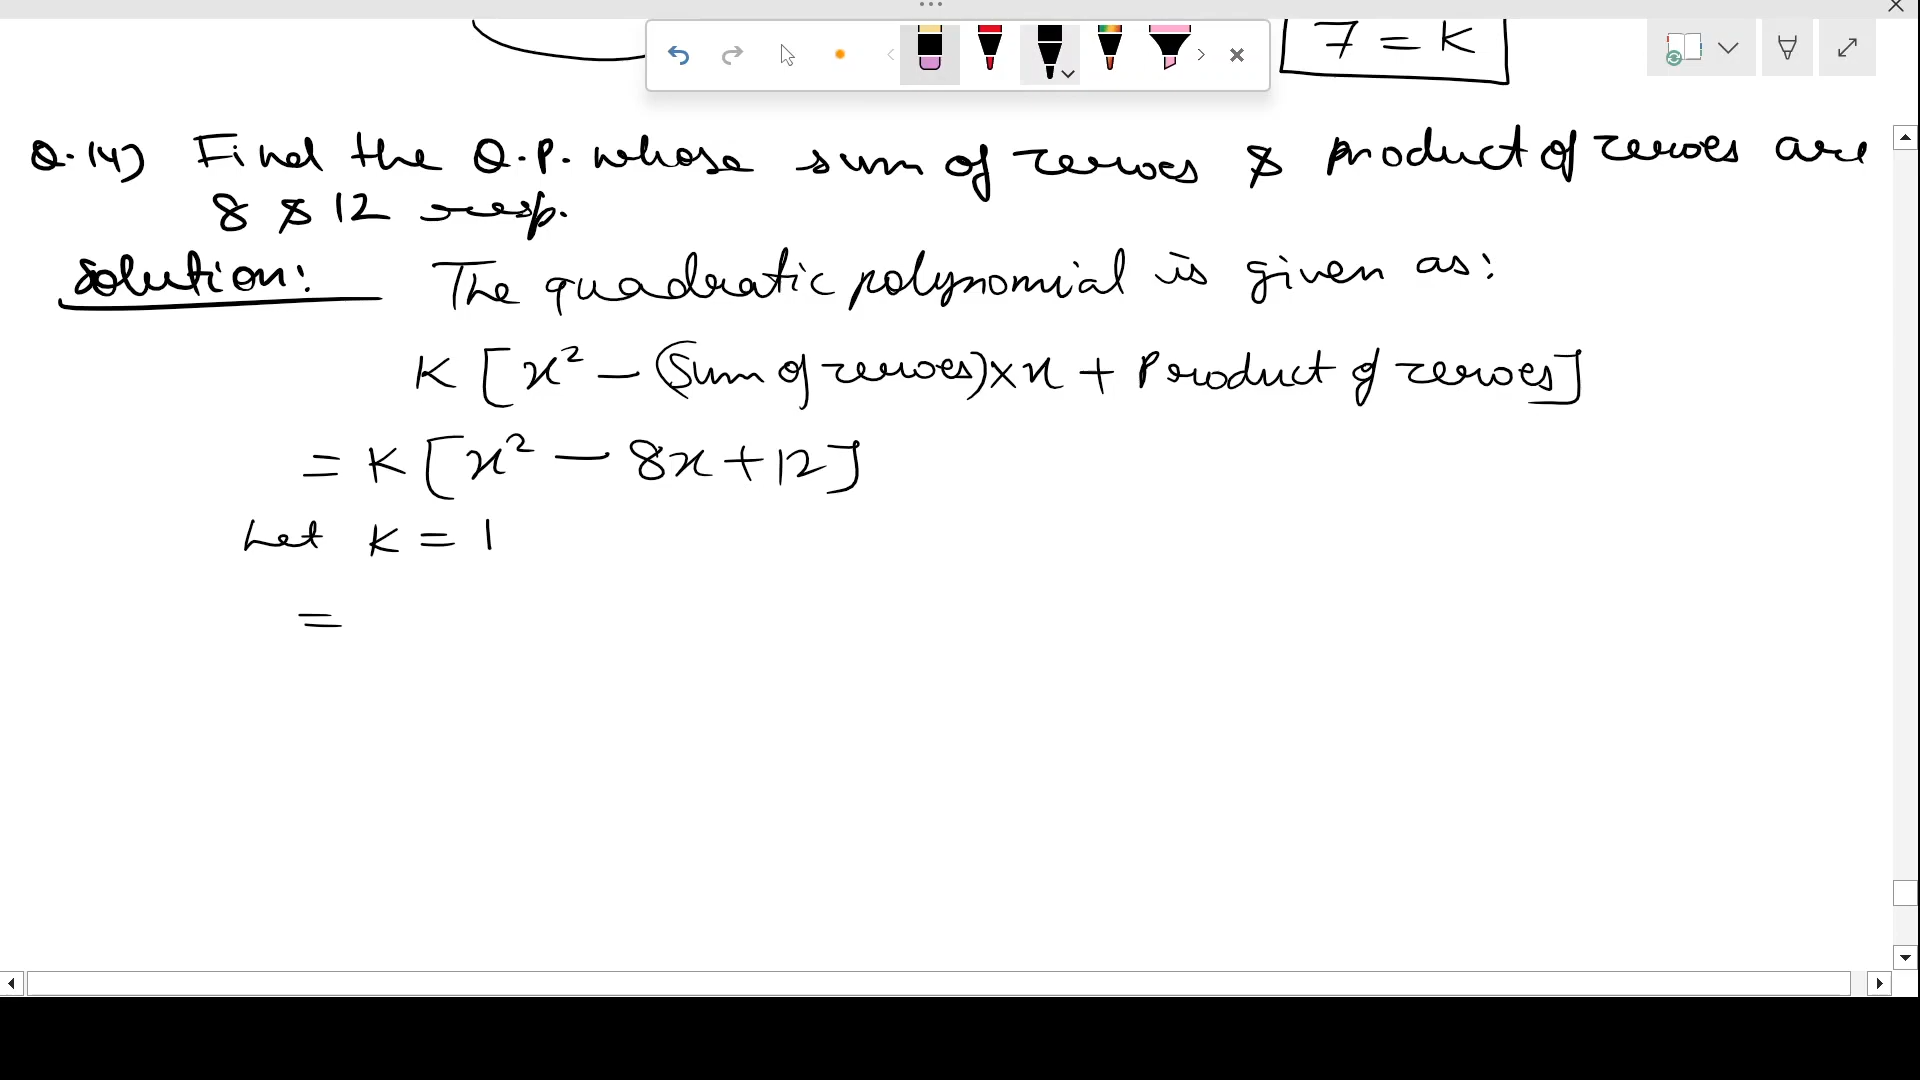 7 = K
Q.14) Find the Q.P. whose sum of zeroes & product of zeroes are
8 & 12 resp.
Solution: The quadratic polynomial is given as:
K [x² - (Sum of zeroes)×x + Product of zeroes]
= K [x² - 8x + 12]
Let K = 1
=